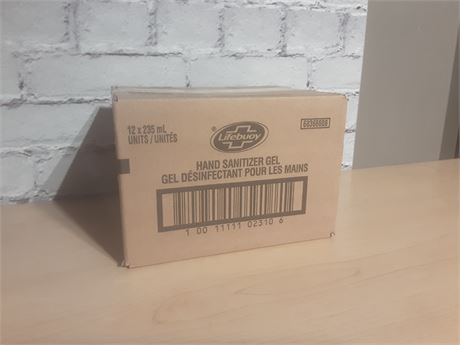 12 x 235 mL
UNITS / UNITÉS
® Lifebuoy
68368608
HAND SANITIZER GEL
GEL DÉSINFECTANT POUR LES MAINS
1 00 11111 02310 6